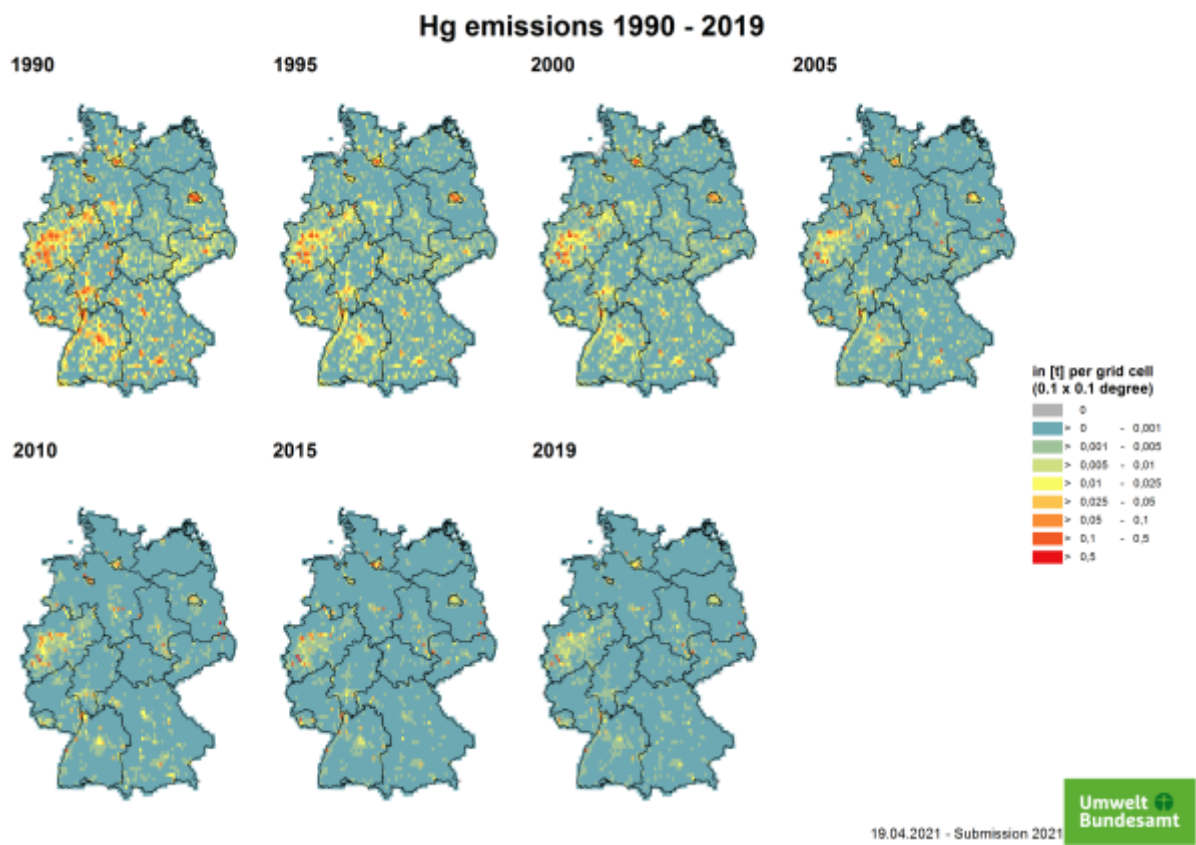 Hg emissions 1990 - 2019
1990
1995
2000
2005
in [t] per grid cell
(0.1 x 0.1 degree)
0
> 0 - 0,001
> 0,001 - 0,005
> 0,005 - 0,01
> 0,01 - 0,025
> 0,025 - 0,05
> 0,05 - 0,1
> 0,1 - 0,5
> 0,5
2010
2015
2019
Umwelt
Bundesamt
19.04.2021 - Submission 2021